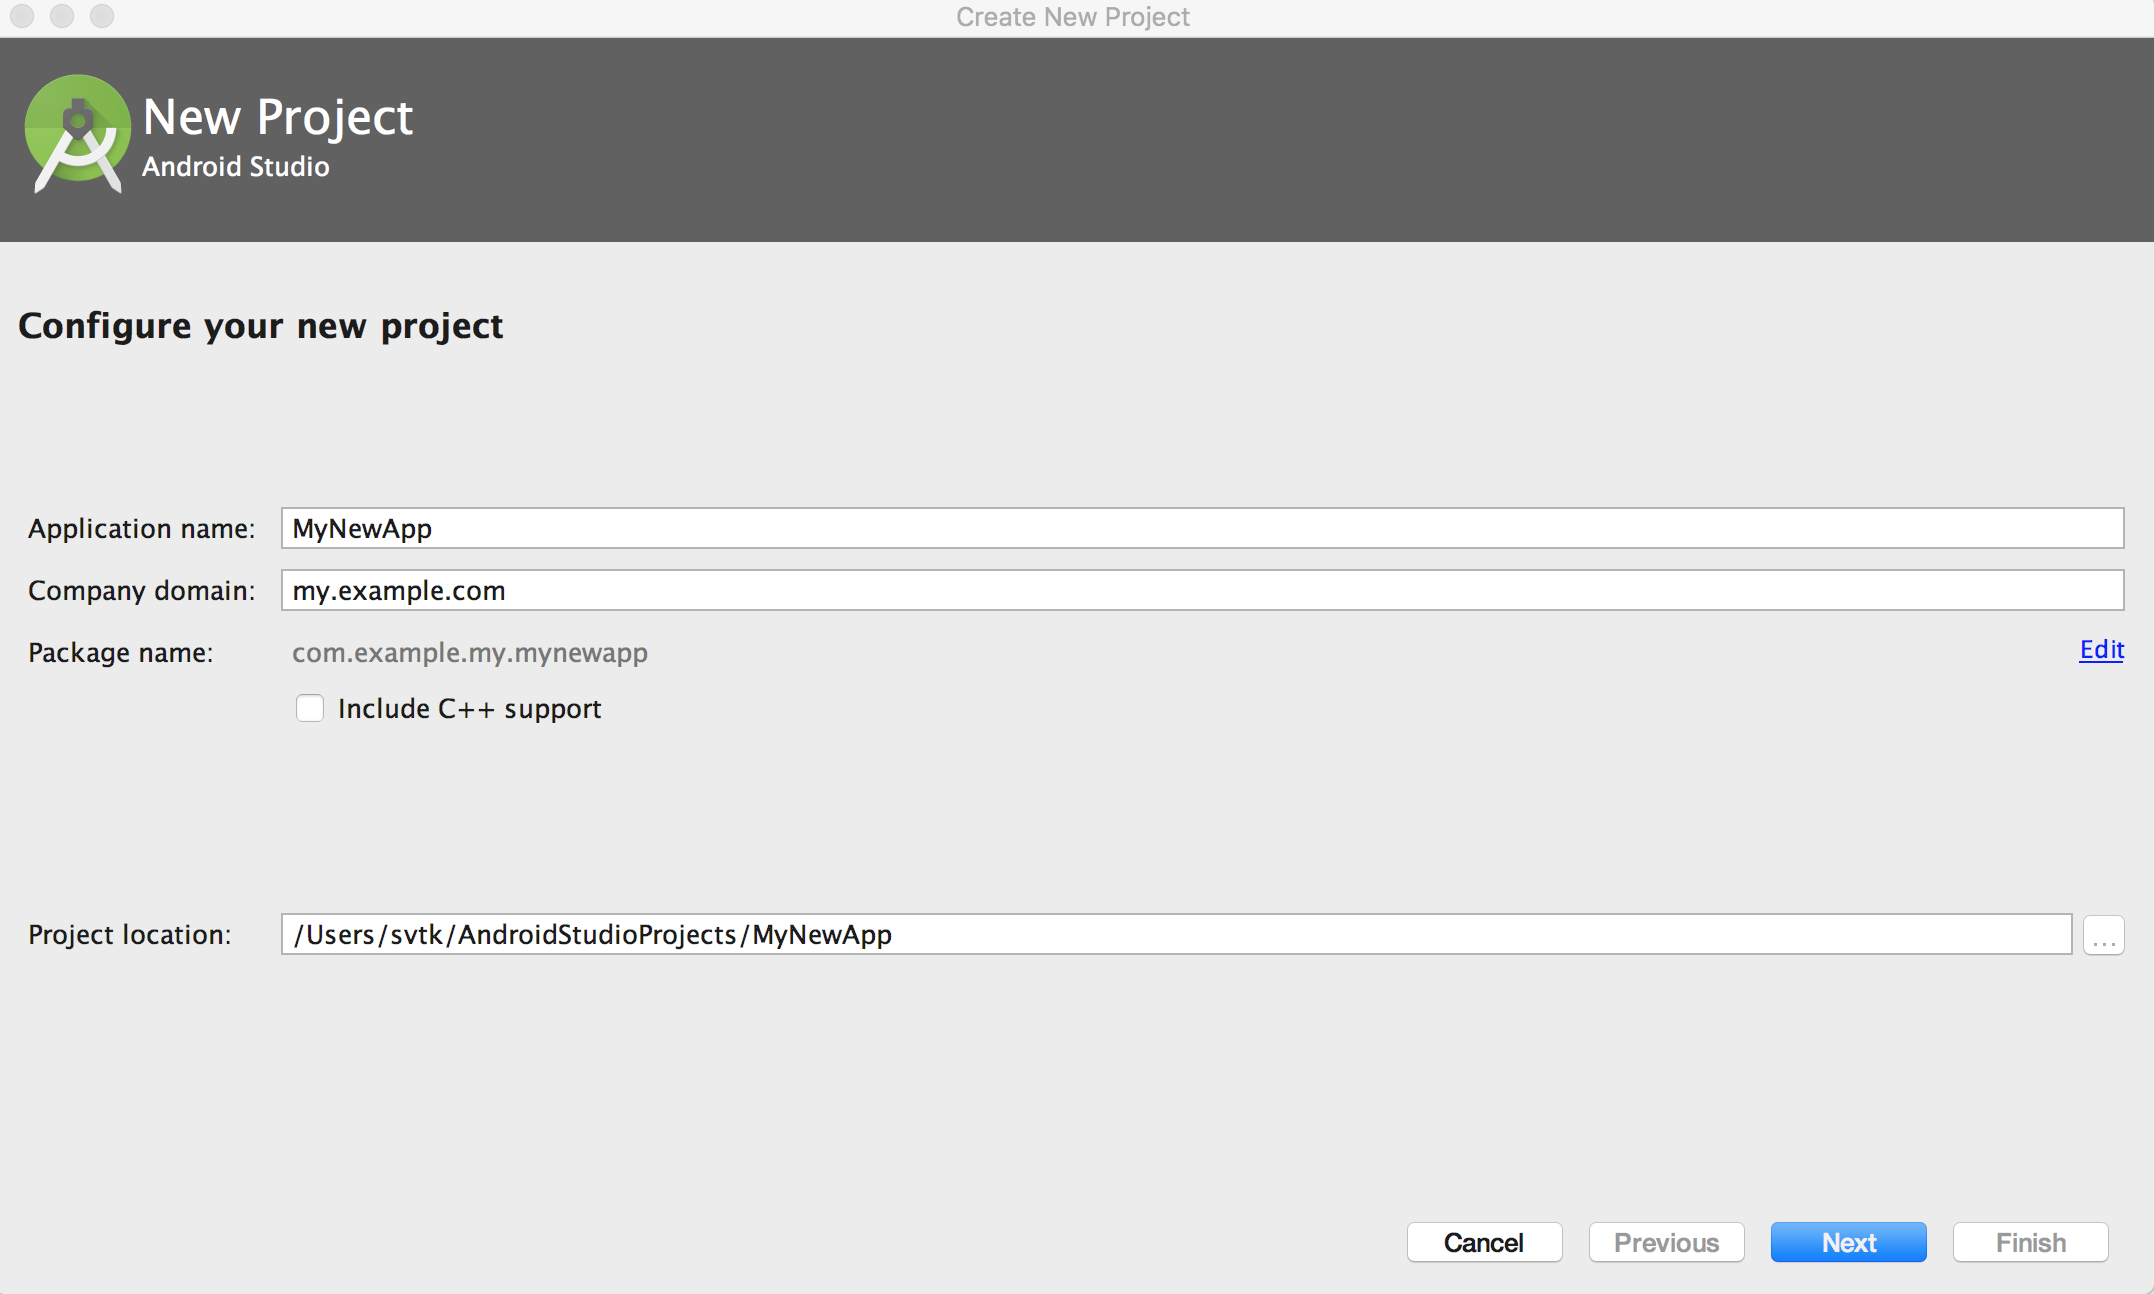 Create New Project
New Project
Android Studio
Configure your new project
Application name: MyNewApp
Company domain: my.example.com
Package name: com.example.my.mynewapp Edit
Include C++ support
Project location: /Users/svtk/AndroidStudioProjects/MyNewApp ...
Cancel Previous Next Finish